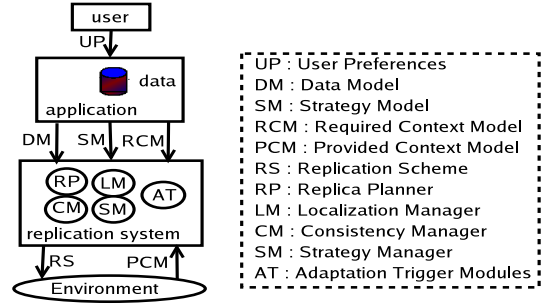 user
UP
data
application
DM SM RCM
RP LM AT
CM SM
replication system
RS PCM
Environment
UP : User Preferences
DM : Data Model
SM : Strategy Model
RCM : Required Context Model
PCM : Provided Context Model
RS : Replication Scheme
RP : Replica Planner
LM : Localization Manager
CM : Consistency Manager
SM : Strategy Manager
AT : Adaptation Trigger Modules